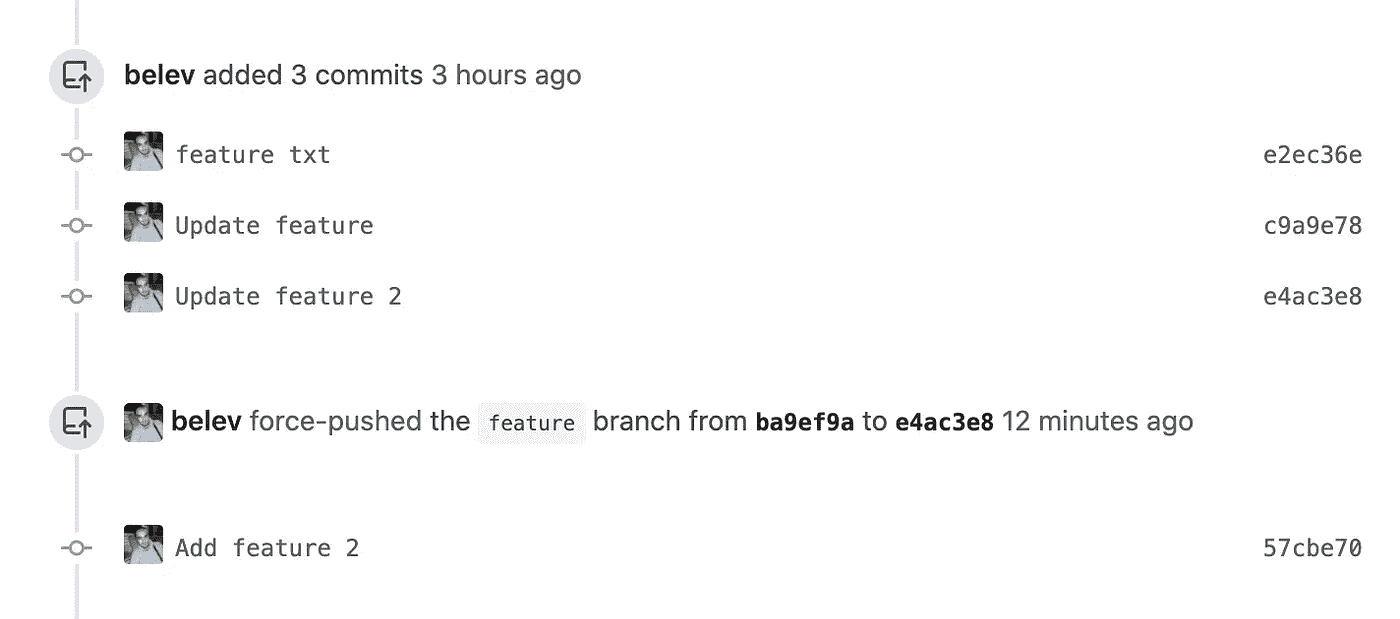 belev added 3 commits 3 hours ago
feature txt e2ec36e
Update feature c9a9e78
Update feature 2 e4ac3e8
belev force-pushed the feature branch from ba9ef9a to e4ac3e8 12 minutes ago
Add feature 2 57cbe70